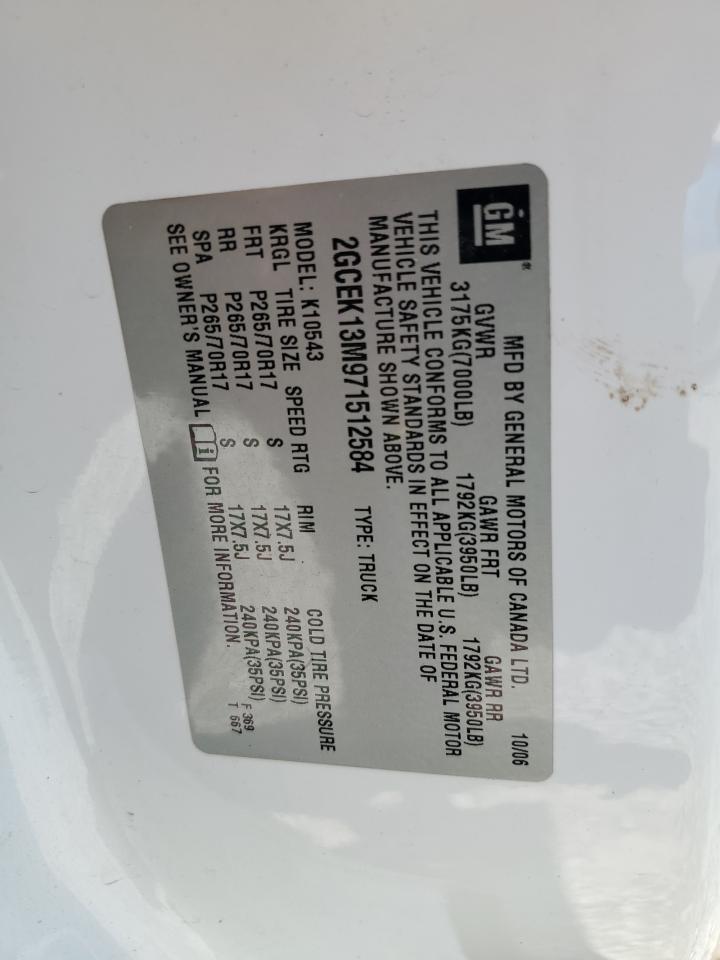 GM®
MFD BY GENERAL MOTORS OF CANADA LTD. 10/06
GVWR GAWR FRT GAWR RR
3175KG(7000LB) 1792KG(3950LB) 1792KG(3950LB)
THIS VEHICLE CONFORMS TO ALL APPLICABLE U.S. FEDERAL MOTOR
VEHICLE SAFETY STANDARDS IN EFFECT ON THE DATE OF
MANUFACTURE SHOWN ABOVE.
2GCEK13M971512584 TYPE: TRUCK
MODEL: K10543
KRGL TIRE SIZE SPEED RTG RIM COLD TIRE PRESSURE
FRT P265/70R17 S 17X7.5J 240KPA(35PSI)
RR P265/70R17 S 17X7.5J 240KPA(35PSI)
SPA P265/70R17 S 17X7.5J 240KPA(35PSI)
SEE OWNER'S MANUAL FOR MORE INFORMATION. F 369
T 667